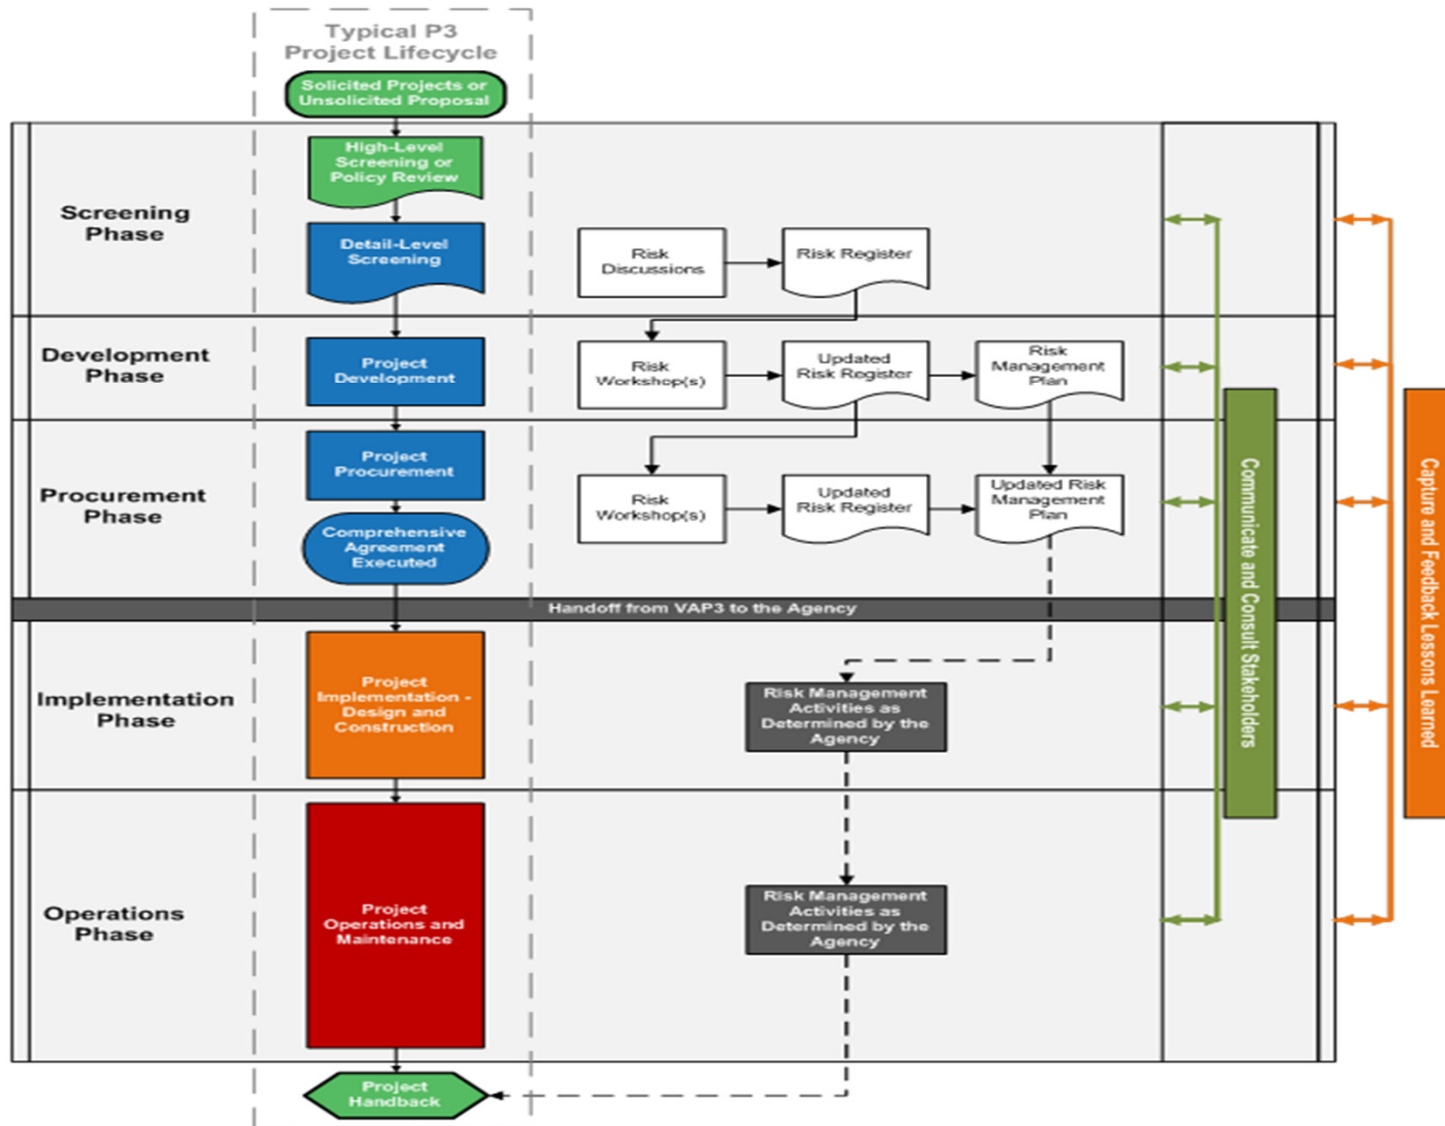 Typical P3
Project Lifecycle
Solicited Projects or
Unsolicited Proposal
Screening
Phase
High-Level
Screening or
Policy Review
Detail-Level
Screening
Risk
Discussions
Risk Register
Development
Phase
Project
Development
Risk
Workshop(s)
Updated
Risk Register
Risk
Management
Plan
Procurement
Phase
Project
Procurement
Comprehensive
Agreement
Executed
Risk
Workshop(s)
Updated
Risk Register
Updated Risk
Management
Plan
Handoff from VAP3 to the Agency
Implementation
Phase
Project
Implementation -
Design and
Construction
Risk Management
Activities as
Determined by the
Agency
Operations
Phase
Project
Operations and
Maintenance
Risk Management
Activities as
Determined by the
Agency
Project
Handback
Communicate and Consult Stakeholders
Capture and Feedback Lessons Learned